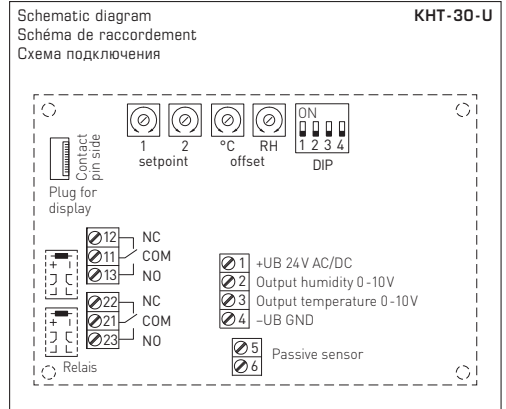 Schematic diagram KHT-30-U
Schéma de raccordement
Схема подключения
ON
1 2 3 4
DIP
1 2 °C RH
setpoint offset
Contact
pin side
Plug for
display
12 NC
11 COM
13 NO
22 NC
21 COM
23 NO
+ -
+ -
Relais
1 +UB 24V AC/DC
2 Output humidity 0-10V
3 Output temperature 0-10V
4 –UB GND
5 Passive sensor
6